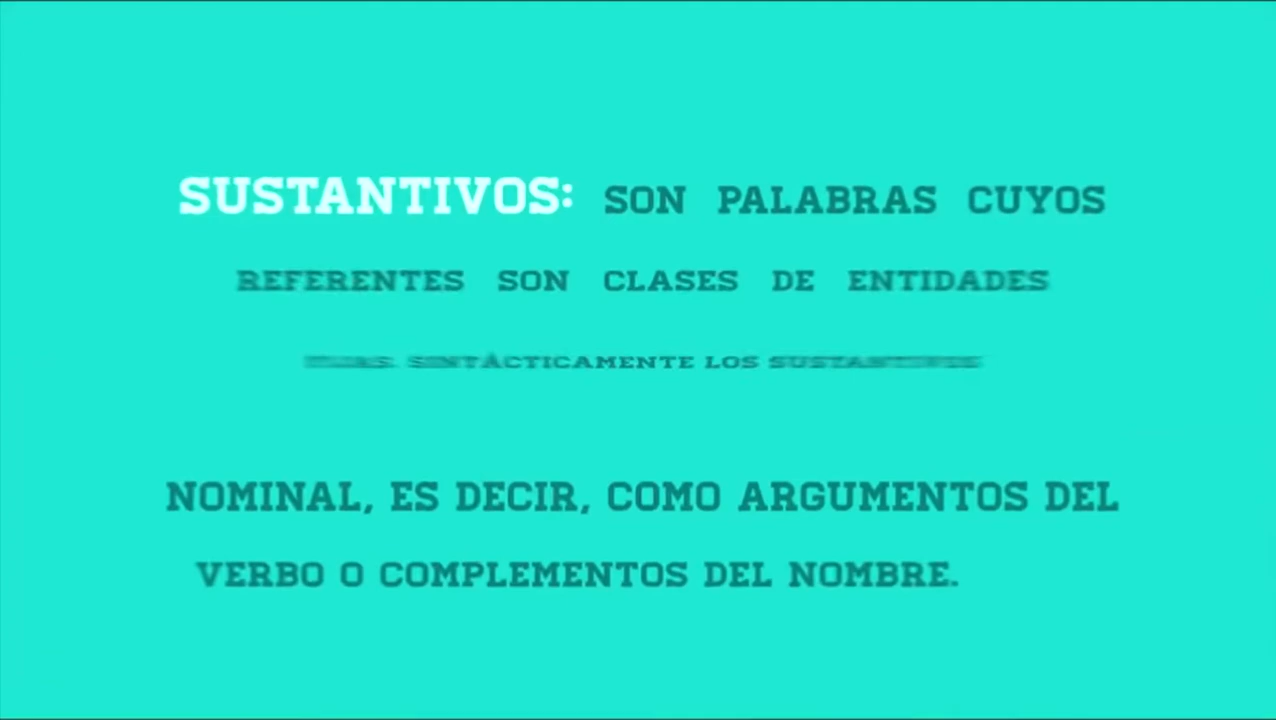 SUSTANTIVOS: SON PALABRAS CUYOS
REFERENTES SON CLASES DE ENTIDADES
SINTÁCTICAMENTE LOS SUSTANTIVOS
NOMINAL, ES DECIR, COMO ARGUMENTOS DEL
VERBO O COMPLEMENTOS DEL NOMBRE.